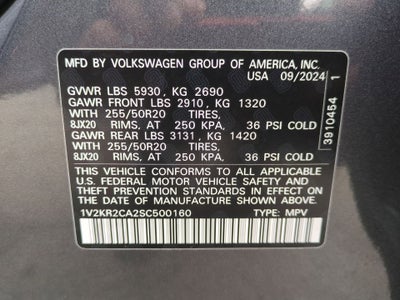 MFD BY VOLKSWAGEN GROUP OF AMERICA, INC.
USA 09/2024
GVWR LBS 5930, KG 2690
GAWR FRONT LBS 2910, KG 1320
WITH 255/50R20 TIRES,
8JX20 RIMS, AT 250 KPA, 36 PSI COLD
GAWR REAR LBS 3131, KG 1420
WITH 255/50R20 TIRES,
8JX20 RIMS, AT 250 KPA, 36 PSI COLD
THIS VEHICLE CONFORMS TO ALL APPLICABLE
U.S. FEDERAL MOTOR VEHICLE SAFETY AND
THEFT PREVENTION STANDARDS IN EFFECT ON THE
DATE OF MANUFACTURE SHOWN ABOVE.
1V2KR2CA2SC500160 TYPE: MPV
3910454 1